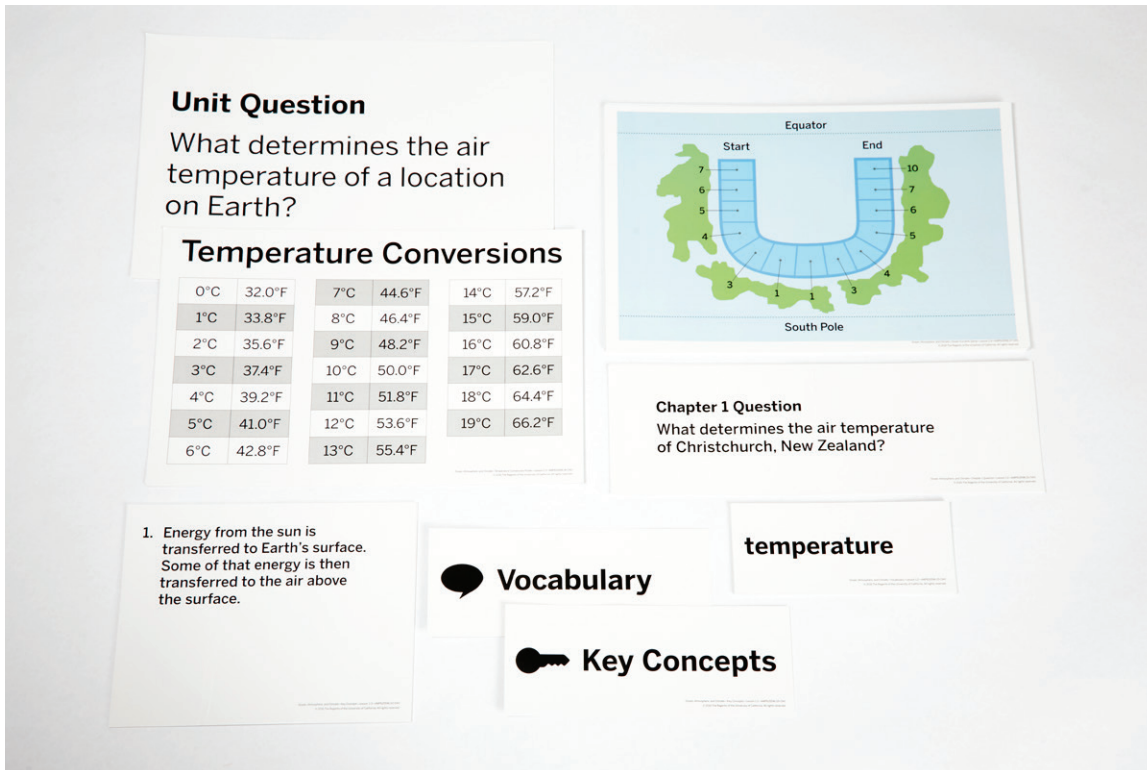 Unit Question
What determines the air
temperature of a location
on Earth?
Temperature Conversions
0°C 32.0°F 7°C 44.6°F 14°C 57.2°F
1°C 33.8°F 8°C 46.4°F 15°C 59.0°F
2°C 35.6°F 9°C 48.2°F 16°C 60.8°F
3°C 37.4°F 10°C 50.0°F 17°C 62.6°F
4°C 39.2°F 11°C 51.8°F 18°C 64.4°F
5°C 41.0°F 12°C 53.6°F 19°C 66.2°F
6°C 42.8°F 13°C 55.4°F
Equator
Start End
7 10
6 7
5 6
4 5
3 1 1 3 4
South Pole
Chapter 1 Question
What determines the air temperature
of Christchurch, New Zealand?
1. Energy from the sun is
transferred to Earth's surface.
Some of that energy is then
transferred to the air above
the surface.
Vocabulary
temperature
Key Concepts